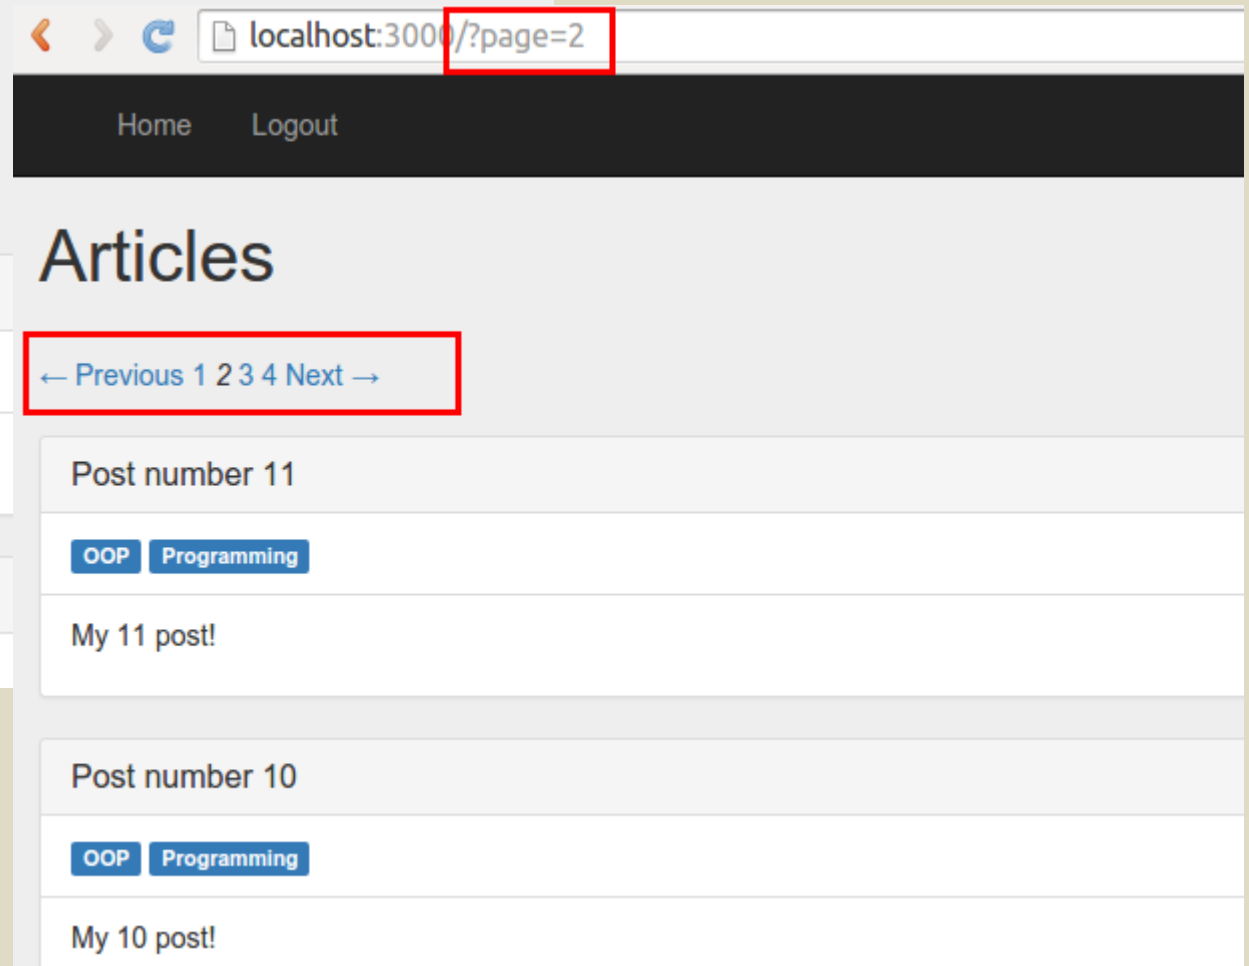 localhost:3000/?page=2
Home Logout
Articles
← Previous 1 2 3 4 Next →
Post number 11
OOP Programming
My 11 post!
Post number 10
OOP Programming
My 10 post!